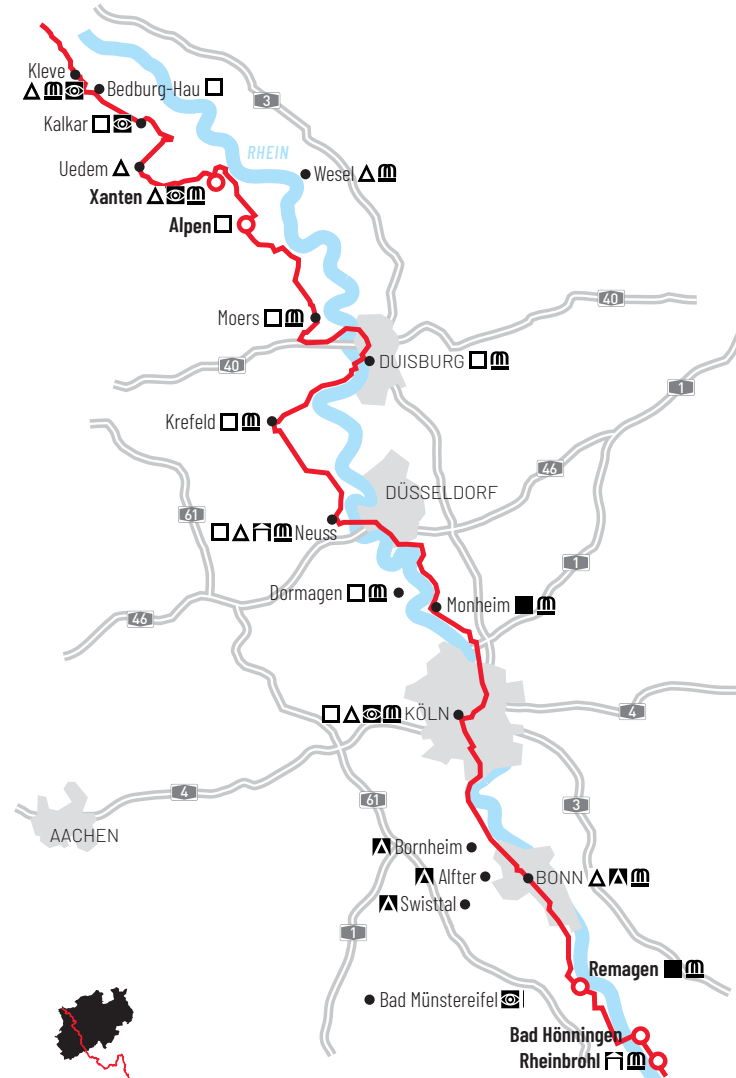 Kleve
Bedburg-Hau
3
Kalkar
RHEIN
Uedem
Wesel
Xanten
Alpen
40
Moers
DUISBURG
40
1
Krefeld
46
DÜSSELDORF
61
Neuss
1
Dormagen
Monheim
46
KÖLN
4
4
61
3
AACHEN
Bornheim
Alfter
BONN
Swisttal
1
Remagen
Bad Münstereifel
Bad Hönningen
Rheinbrohl